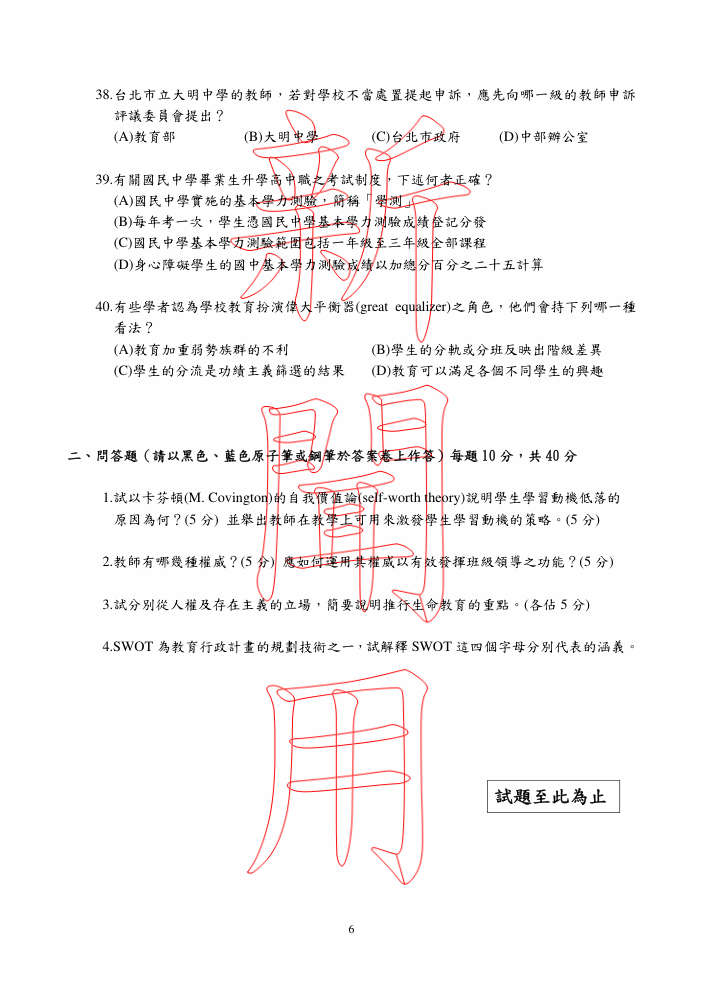 38.台北市立大明中學的教師，若對學校不當處置提起申訴，應先向哪一級的教師申訴
評議委員會提出？
(A)教育部 (B)大明中學 (C)台北市政府 (D)中部辦公室
39.有關國民中學畢業生升學高中職之考試制度，下述何者正確？
(A)國民中學實施的基本學力測驗，簡稱「學測」
(B)每年考一次，學生憑國民中學基本學力測驗成績登記分發
(C)國民中學基本學力測驗範圍包括一年級至三年級全部課程
(D)身心障礙學生的國中基本學力測驗成績以加總分百分之二十五計算
40.有些學者認為學校教育扮演偉大平衡器(great equalizer)之角色，他們會持下列哪一種
看法？
(A)教育加重弱勢族群的不利 (B)學生的分軌或分班反映出階級差異
(C)學生的分流是功績主義篩選的結果 (D)教育可以滿足各個不同學生的興趣
二、問答題（請以黑色、藍色原子筆或鋼筆於答案卷上作答）每題 10 分，共 40 分
1.試以卡芬頓(M. Covington)的自我價值論(self-worth theory)說明學生學習動機低落的
原因為何？(5 分) 並舉出教師在教學上可用來激發學生學習動機的策略。(5 分)
2.教師有哪幾種權威？(5 分) 應如何運用其權威以有效發揮班級領導之功能？(5 分)
3.試分別從人權及存在主義的立場，簡要說明推行生命教育的重點。(各佔 5 分)
4.SWOT 為教育行政計畫的規劃技術之一，試解釋 SWOT 這四個字母分別代表的涵義。
試題至此為止
6
新
聞
用